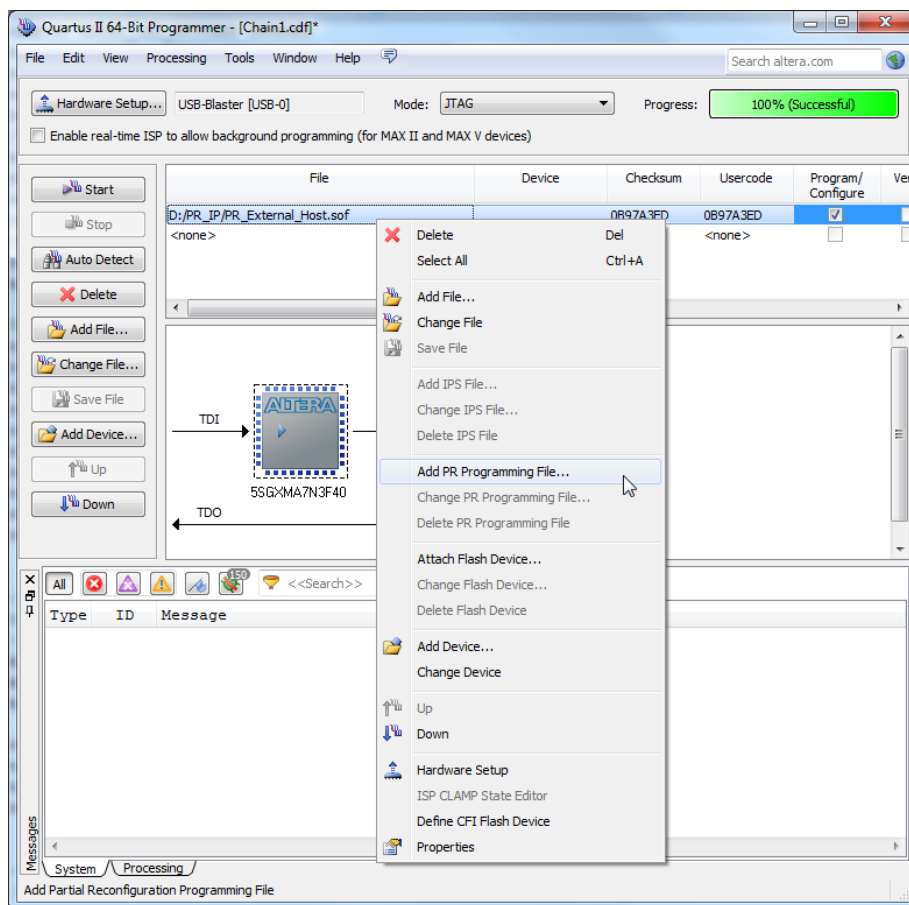 Quartus II 64-Bit Programmer - [Chain1.cdf]*
File Edit View Processing Tools Window Help
Search altera.com
Hardware Setup... USB-Blaster [USB-0] Mode: JTAG Progress: 100% (Successful)
Enable real-time ISP to allow background programming (for MAX II and MAX V devices)
Start
Stop
Auto Detect
Delete
Add File...
Change File...
Save File
Add Device...
Up
Down
File Device Checksum Usercode Program/ Configure Ver
D:/PR_IP/PR_External_Host.sof 0B97A3ED 0B97A3ED
<none> <none>
TDI
ALTERA
5SGXMA7N3F40
TDO
Delete Del
Select All Ctrl+A
Add File...
Change File
Save File
Add IPS File...
Change IPS File...
Delete IPS File
Add PR Programming File...
Change PR Programming File...
Delete PR Programming File
Attach Flash Device...
Change Flash Device...
Delete Flash Device
Add Device...
Change Device
Up
Down
Hardware Setup
ISP CLAMP State Editor
Define CFI Flash Device
Properties
All 150 <<Search>>
Type ID Message
Messages
System Processing
Add Partial Reconfiguration Programming File